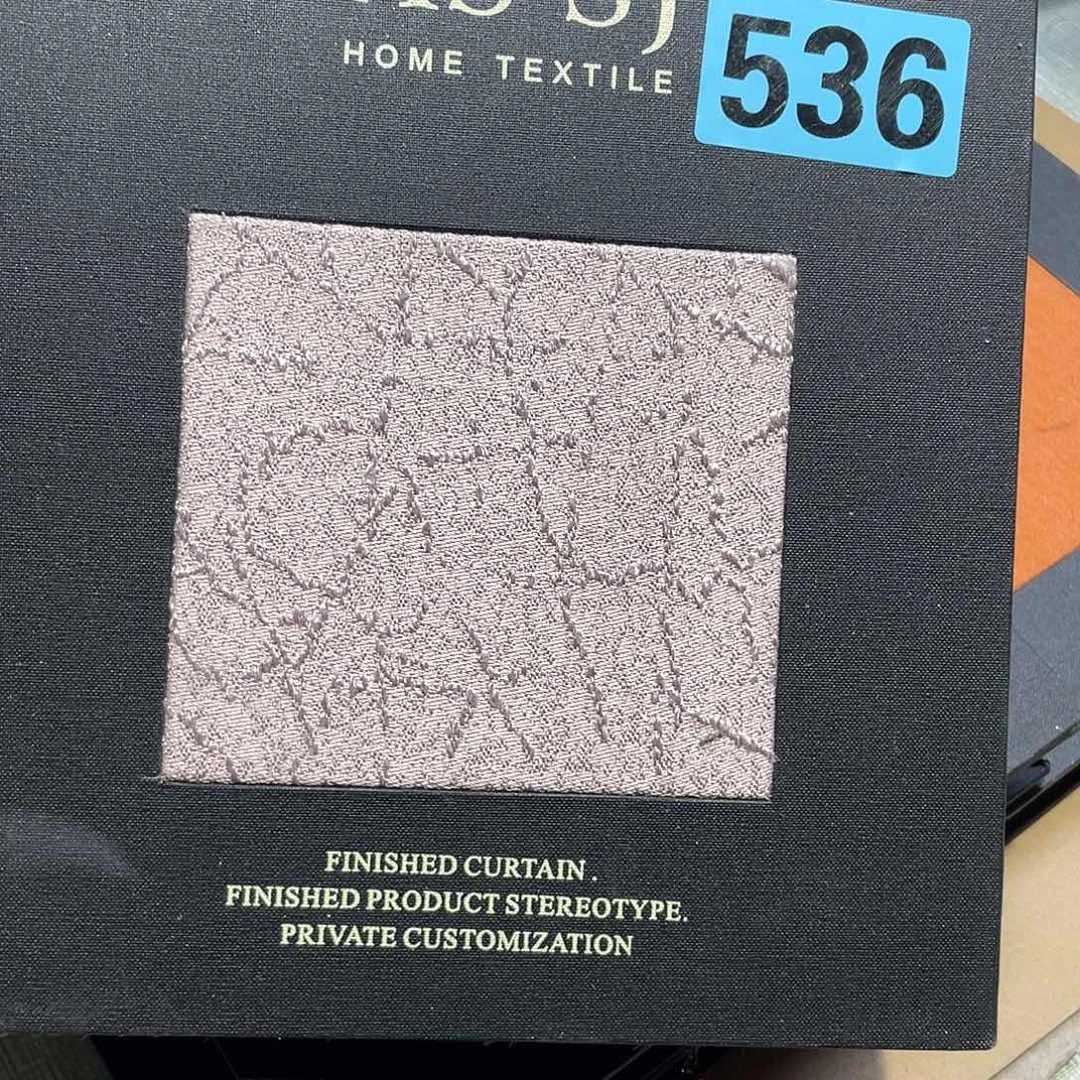 HOME TEXTILE
536
FINISHED CURTAIN .
FINISHED PRODUCT STEREOTYPE.
PRIVATE CUSTOMIZATION